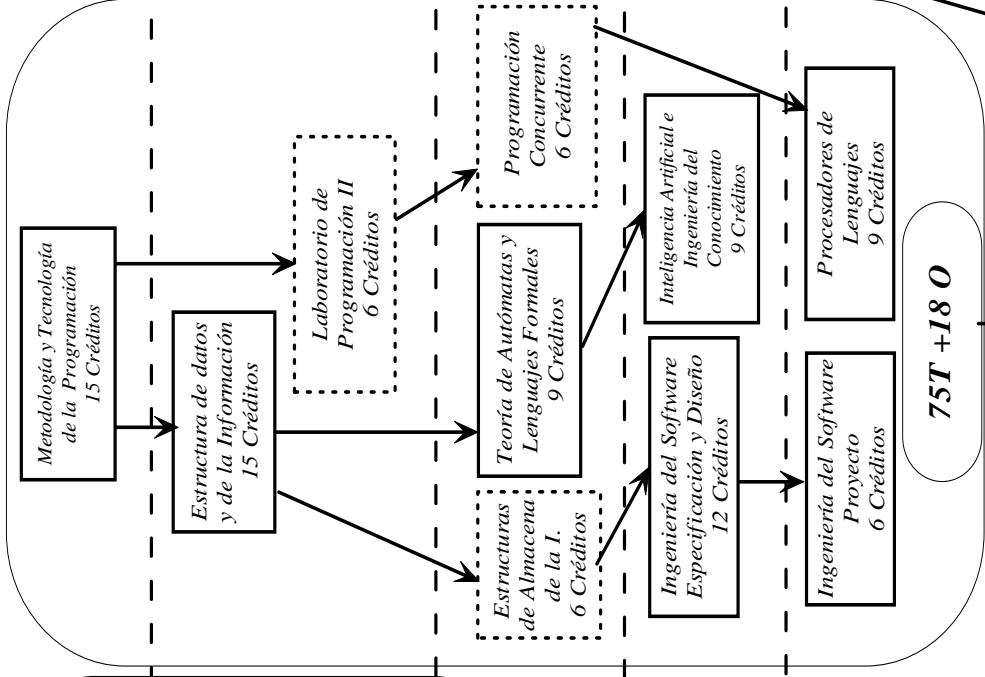 Metodología y Tecnología
de la Programación
15 Créditos
Estructura de datos
y de la Información
15 Créditos
Laboratorio de
Programación II
6 Créditos
Estructuras
de Almacena
de la I.
6 Créditos
Teoría de Autómatas y
Lenguajes Formales
9 Créditos
Programación
Concurrente
6 Créditos
Ingeniería del Software
Especificación y Diseño
12 Créditos
Inteligencia Artificial e
Ingeniería del
Conocimiento
9 Créditos
Ingeniería del Software
Proyecto
6 Créditos
Procesadores de
Lenguajes
9 Créditos
75T +18 O